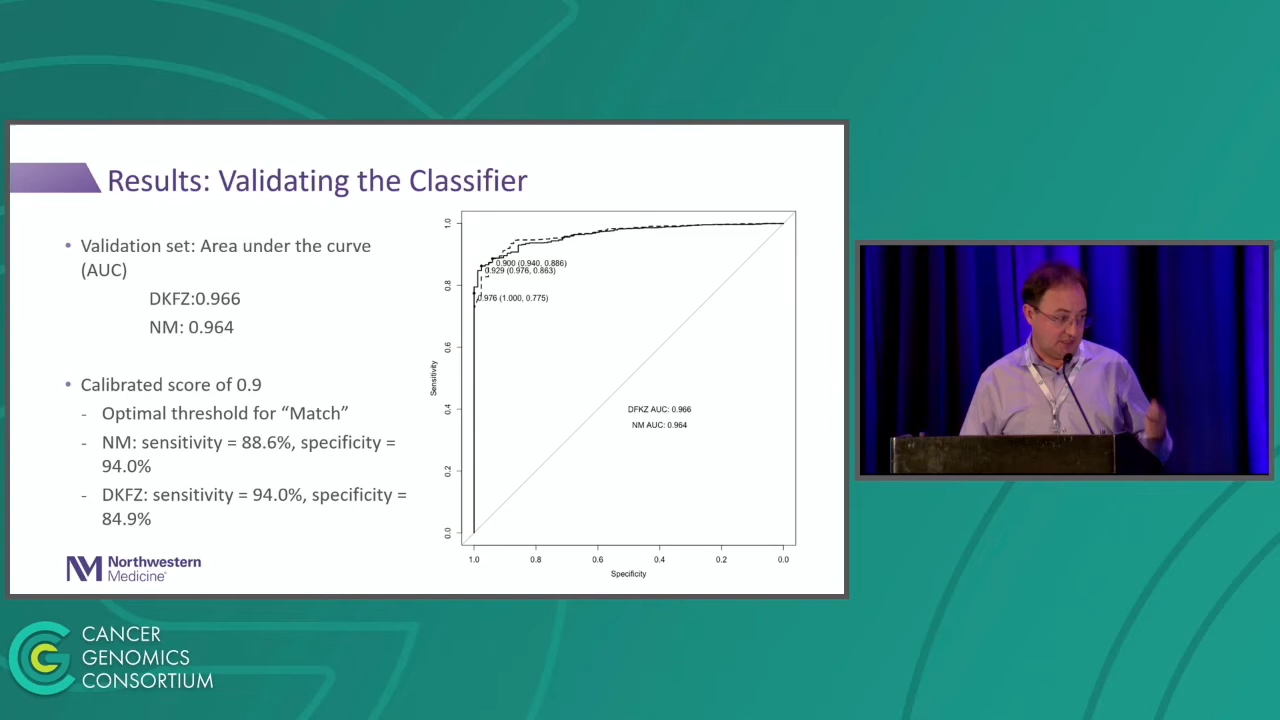 Results: Validating the Classifier
• Validation set: Area under the curve
(AUC)
DKFZ:0.966
NM: 0.964
• Calibrated score of 0.9
- Optimal threshold for “Match”
- NM: sensitivity = 88.6%, specificity =
94.0%
- DKFZ: sensitivity = 94.0%, specificity =
84.9%
NM Northwestern
Medicine
1.0
0.8
0.6
0.4
0.2
0.0
Sensitivity
0.900 (0.940, 0.886)
0.929 (0.976, 0.863)
0.976 (1.000, 0.775)
DFKZ AUC: 0.966
NM AUC: 0.964
1.0 0.8 0.6 0.4 0.2 0.0
Specificity
CANCER
GENOMICS
CONSORTIUM